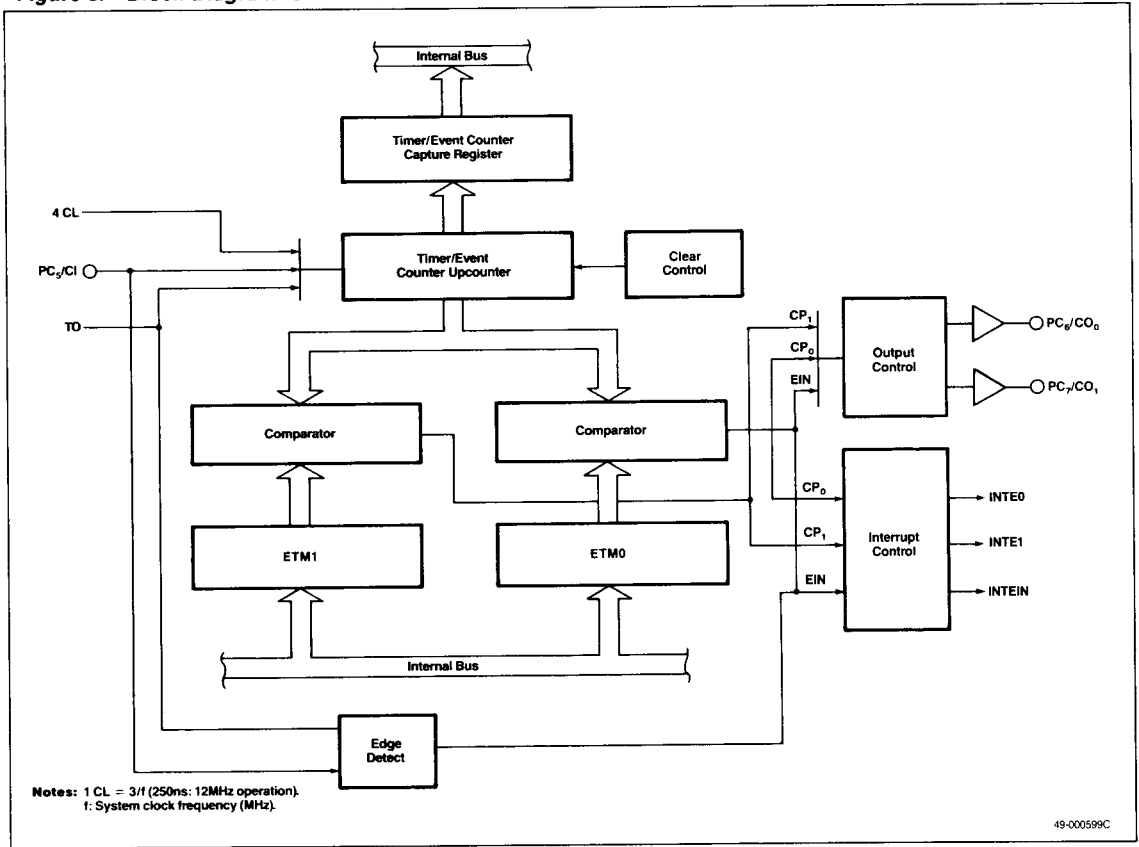 Internal Bus
Timer/Event Counter
Capture Register
4 CL
PC₅/CI
TO
Timer/Event
Counter Upcounter
Clear
Control
CP₁
CP₀
EIN
Output
Control
PC₆/CO₀
PC₇/CO₁
Comparator
Comparator
CP₀
CP₁
EIN
Interrupt
Control
INTE0
INTE1
INTEIN
ETM1
ETM0
Internal Bus
Edge
Detect
Notes: 1 CL = 3/f (250ns: 12MHz operation).
f: System clock frequency (MHz).
49-000599C